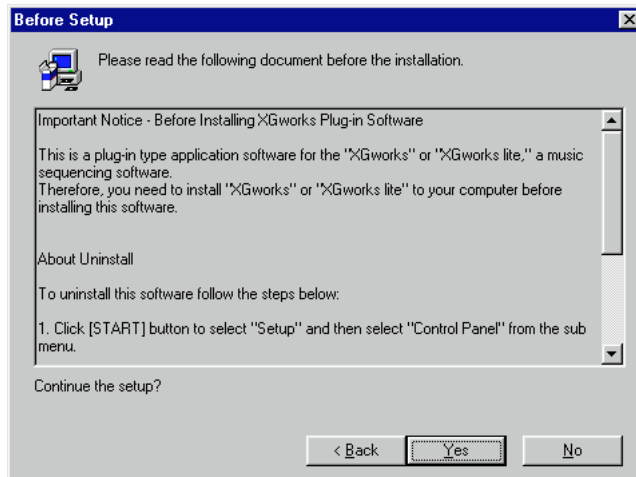 Before Setup
Please read the following document before the installation.
Important Notice - Before Installing XGworks Plug-in Software
This is a plug-in type application software for the "XGworks" or "XGworks lite," a music
sequencing software.
Therefore, you need to install "XGworks" or "XGworks lite" to your computer before
installing this software.
About Uninstall
To uninstall this software follow the steps below:
1. Click [START] button to select "Setup" and then select "Control Panel" from the sub
menu.
Continue the setup?
< Back
Yes
No